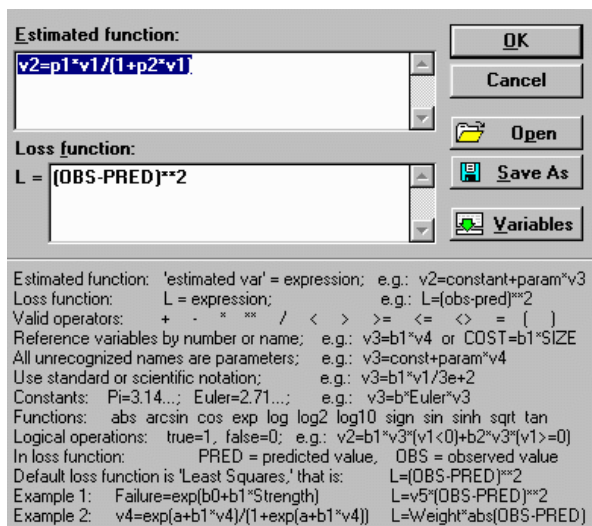 Estimated function:
v2=p1*v1/(1+p2*v1)
Loss function:
L = (OBS-PRED)**2
OK
Cancel
Open
Save As
Variables
Estimated function: 'estimated var' = expression; e.g.: v2=constant+param*v3
Loss function: L = expression; e.g.: L=(obs-pred)**2
Valid operators: + - * ** / < > >= <= <> = ( )
Reference variables by number or name; e.g.: v3=b1*v4 or COST=b1*SIZE
All unrecognized names are parameters; e.g.: v3=const+param*v4
Use standard or scientific notation; e.g.: v3=b1*v1/3e+2
Constants: Pi=3.14...; Euler=2.71...; e.g.: v3=b*Euler*v3
Functions: abs arcsin cos exp log log2 log10 sign sin sinh sqrt tan
Logical operations: true=1, false=0; e.g.: v2=b1*v3*(v1<0)+b2*v3*(v1>=0)
In loss function: PRED = predicted value, OBS = observed value
Default loss function is 'Least Squares,' that is: L=(OBS-PRED)**2
Example 1: Failure=exp(b0+b1*Strength) L=v5*(OBS-PRED)**2
Example 2: v4=exp(a+b1*v4)/(1+exp(a+b1*v4)) L=Weight*abs(OBS-PRED)